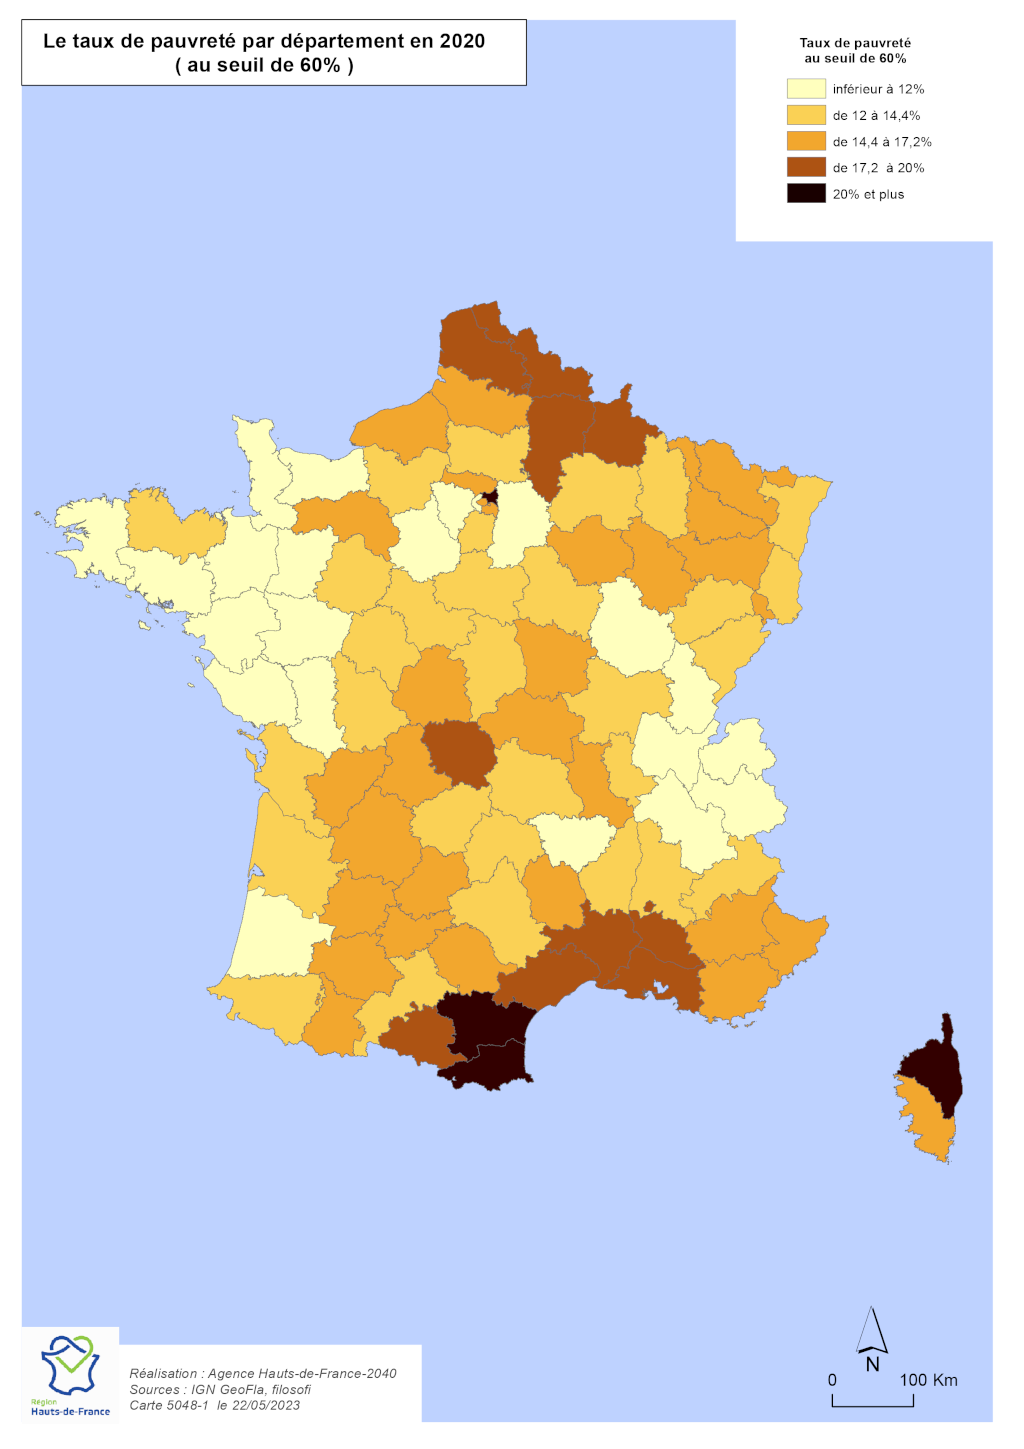 Le taux de pauvreté par département en 2020
( au seuil de 60% )
Taux de pauvreté
au seuil de 60%
inférieur à 12%
de 12 à 14,4%
de 14,4 à 17,2%
de 17,2 à 20%
20% et plus
N
0 100 Km
Région
Hauts-de-France
Réalisation : Agence Hauts-de-France-2040
Sources : IGN GeoFla, filosofi
Carte 5048-1 le 22/05/2023